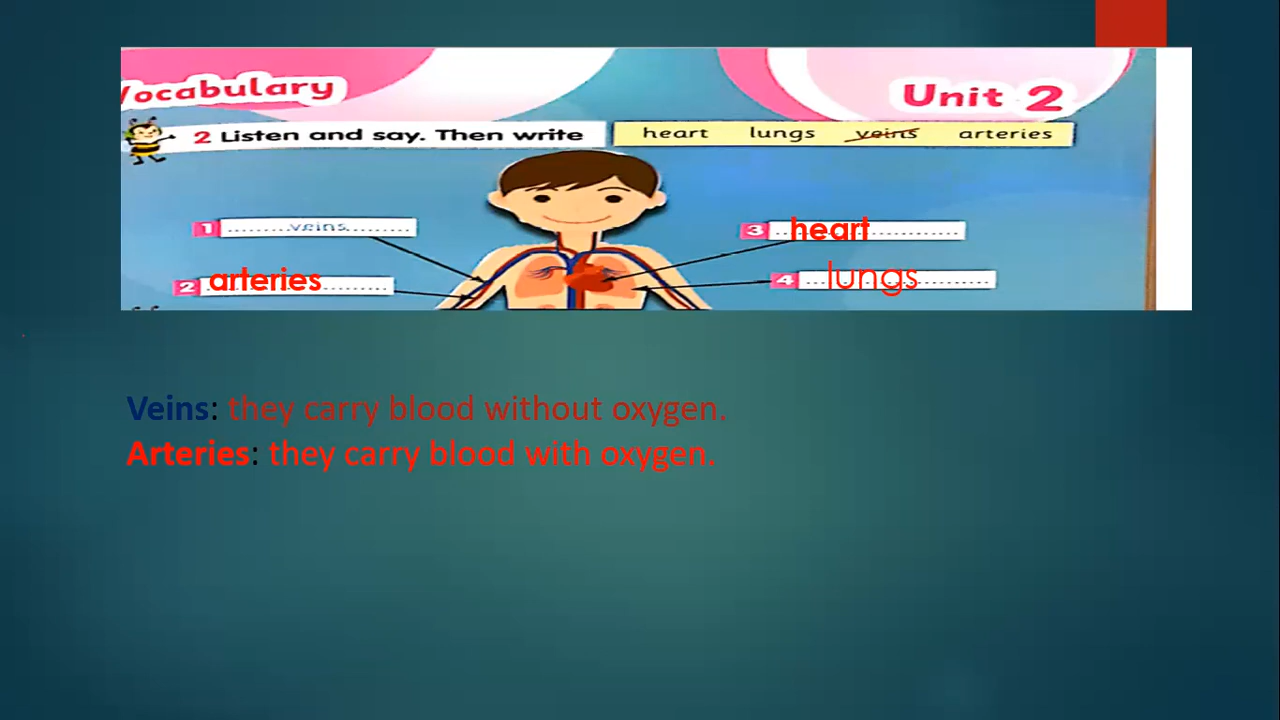 Vocabulary
Unit 2
2 Listen and say. Then write
heart lungs veins arteries
1 ........veins........
3 ..heart................
2 arteries............
4 ...lungs..............
Veins: they carry blood without oxygen.
Arteries: they carry blood with oxygen.